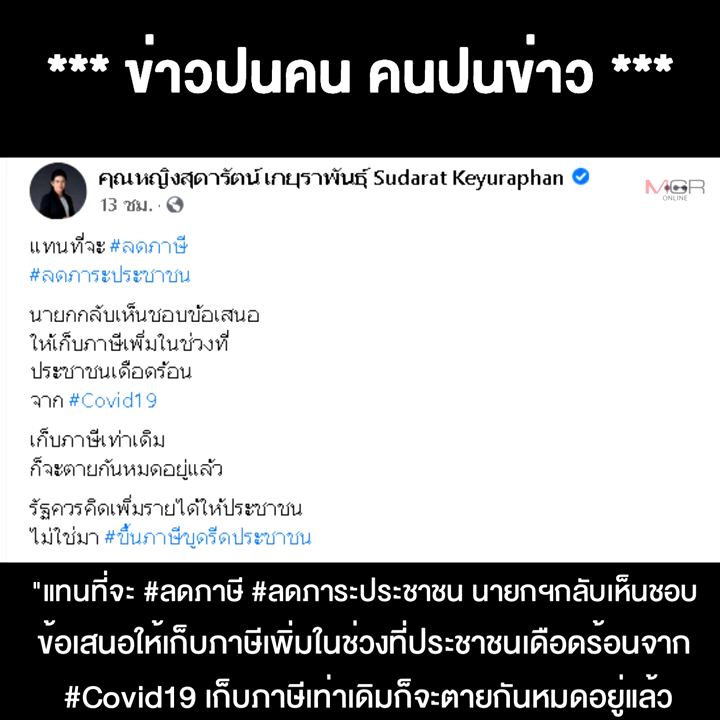 *** ข่าวปนคน คนปนข่าว ***
คุณหญิงสุดารัตน์ เกยุราพันธุ์ Sudarat Keyuraphan
13 ชม. ·
MGR
ONLINE
แทนที่จะ #ลดภาษี
#ลดภาระประชาชน
นายกกลับเห็นชอบข้อเสนอ
ให้เก็บภาษีเพิ่มในช่วงที่
ประชาชนเดือดร้อน
จาก #Covid19
เก็บภาษีเท่าเดิม
ก็จะตายกันหมดอยู่แล้ว
รัฐควรคิดเพิ่มรายได้ให้ประชาชน
ไม่ใช่มา #ขึ้นภาษีขูดรีดประชาชน
"แทนที่จะ #ลดภาษี #ลดภาระประชาชน นายกฯกลับเห็นชอบ
ข้อเสนอให้เก็บภาษีเพิ่มในช่วงที่ประชาชนเดือดร้อนจาก
#Covid19 เก็บภาษีเท่าเดิมก็จะตายกันหมดอยู่แล้ว